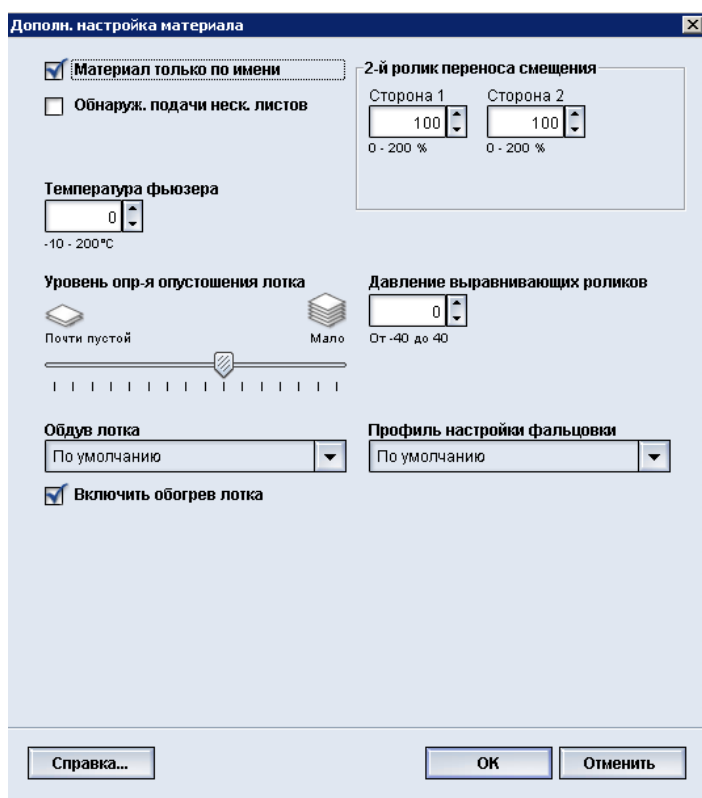 Дополн. настройка материала
Материал только по имени
Обнаруж. подачи неск. листов
2-й ролик переноса смещения
Сторона 1 Сторона 2
100 100
0 - 200 % 0 - 200 %
Температура фьюзера
0
-10 - 200°C
Уровень опр-я опустошения лотка
Почти пустой Мало
Давление выравнивающих роликов
0
От -40 до 40
Обдув лотка
По умолчанию
Профиль настройки фальцовки
По умолчанию
Включить обогрев лотка
Справка... OK Отменить